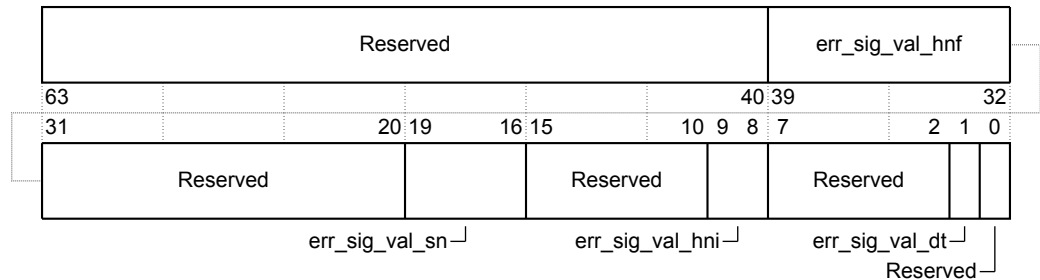 Reserved err_sig_val_hnf
63 40 39 32
31 20 19 16 15 10 9 8 7 2 1 0
Reserved Reserved Reserved
err_sig_val_sn err_sig_val_hni err_sig_val_dt
Reserved